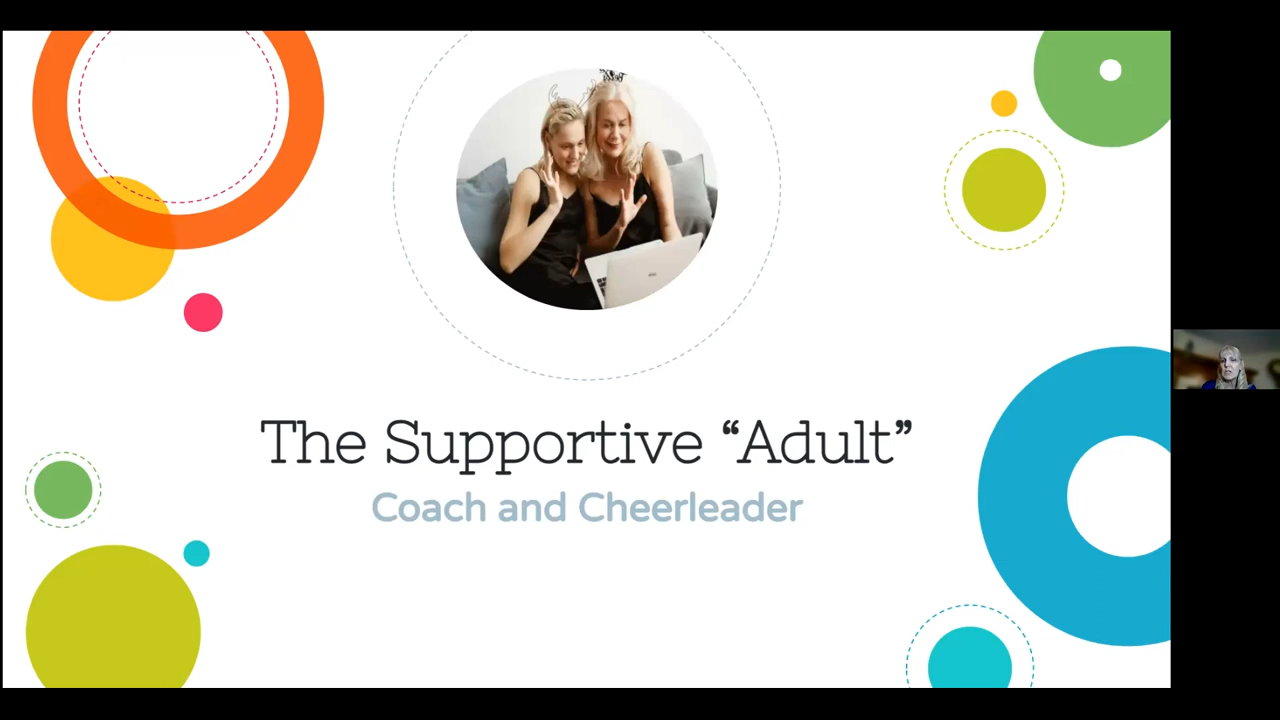 The Supportive “Adult”
Coach and Cheerleader